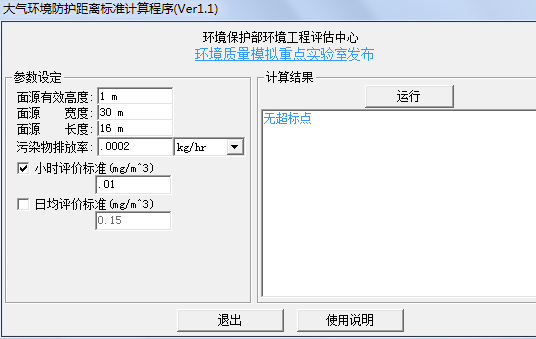 大气环境防护距离标准计算程序(Ver1.1)
环境保护部环境工程评估中心
环境质量模拟重点实验室发布
参数设定
面源有效高度: 1 m
面源 宽度: 30 m
面源 长度: 16 m
污染物排放率: .0002 kg/hr
小时评价标准(mg/m^3)
.01
日均评价标准(mg/m^3)
0.15
计算结果
运行
无超标点
退出
使用说明